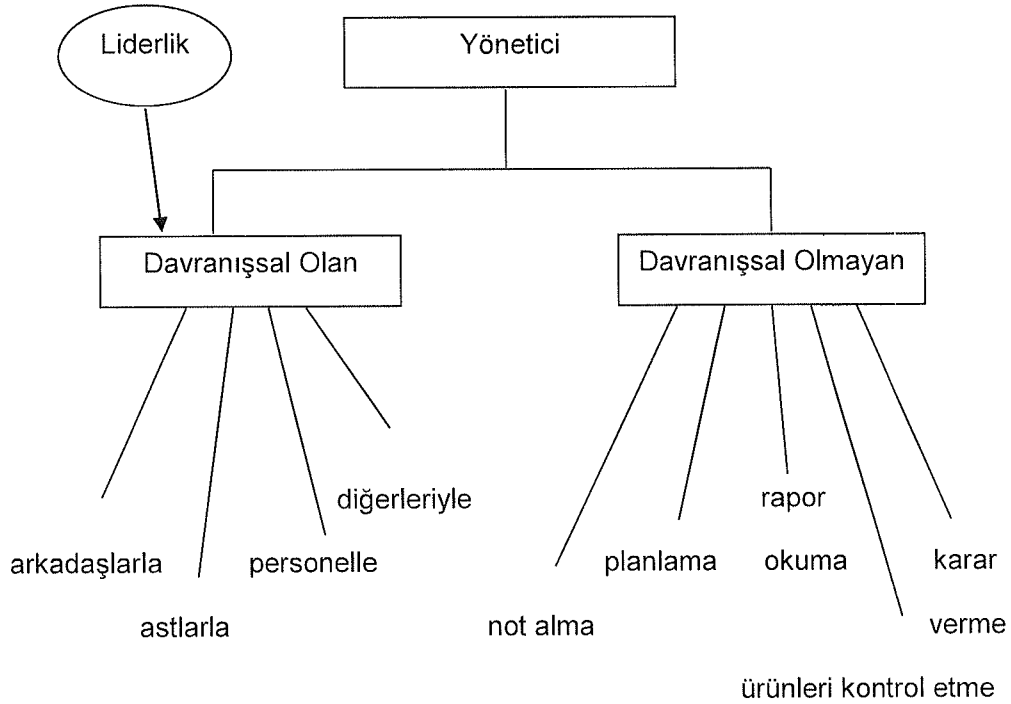 Liderlik
Yönetici
Davranışsal Olan
Davranışsal Olmayan
diğerleriyle
rapor
arkadaşlarla
personelle
planlama
okuma
karar
astlarla
not alma
verme
ürünleri kontrol etme